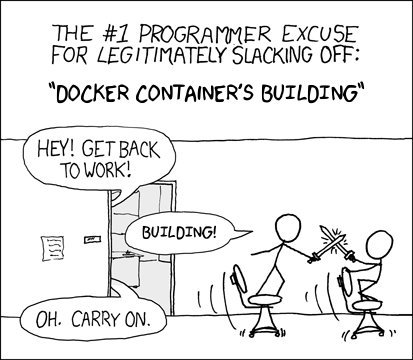 THE #1 PROGRAMMER EXCUSE
FOR LEGITIMATELY SLACKING OFF:
"DOCKER CONTAINER'S BUILDING"
HEY! GET BACK
TO WORK!
BUILDING!
OH. CARRY ON.